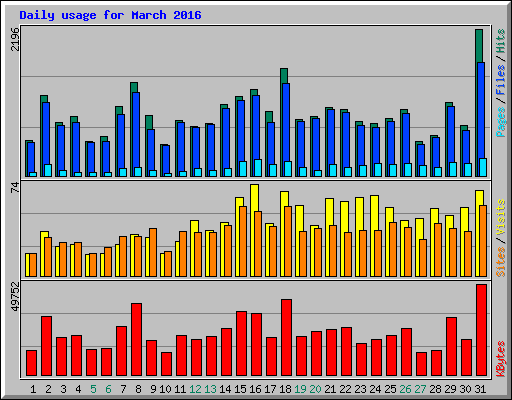 Daily usage for March 2016
2196
Pages / Files / Hits
74
Sites / Visits
49752
KBytes
1 2 3 4 5 6 7 8 9 10 11 12 13 14 15 16 17 18 19 20 21 22 23 24 25 26 27 28 29 30 31